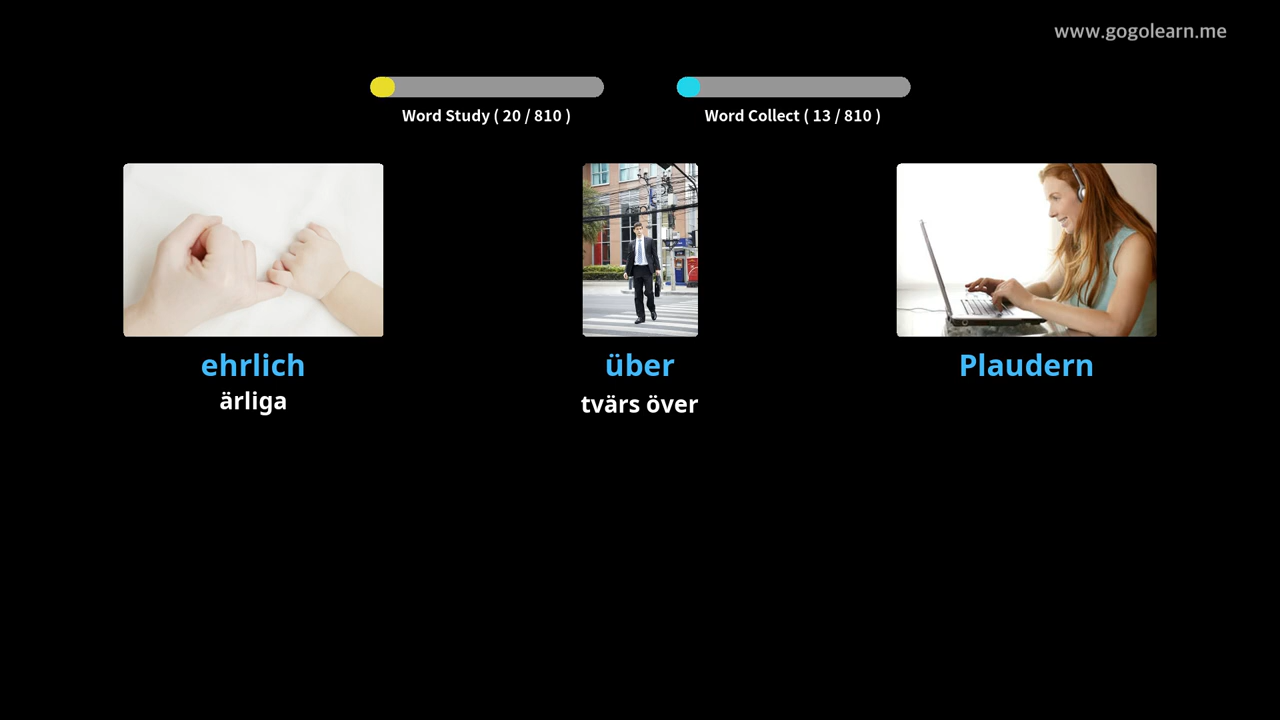 www.gogolearn.me
Word Study ( 20 / 810 )
Word Collect ( 13 / 810 )
ehrlich
ärliga
über
tvärs över
Plaudern